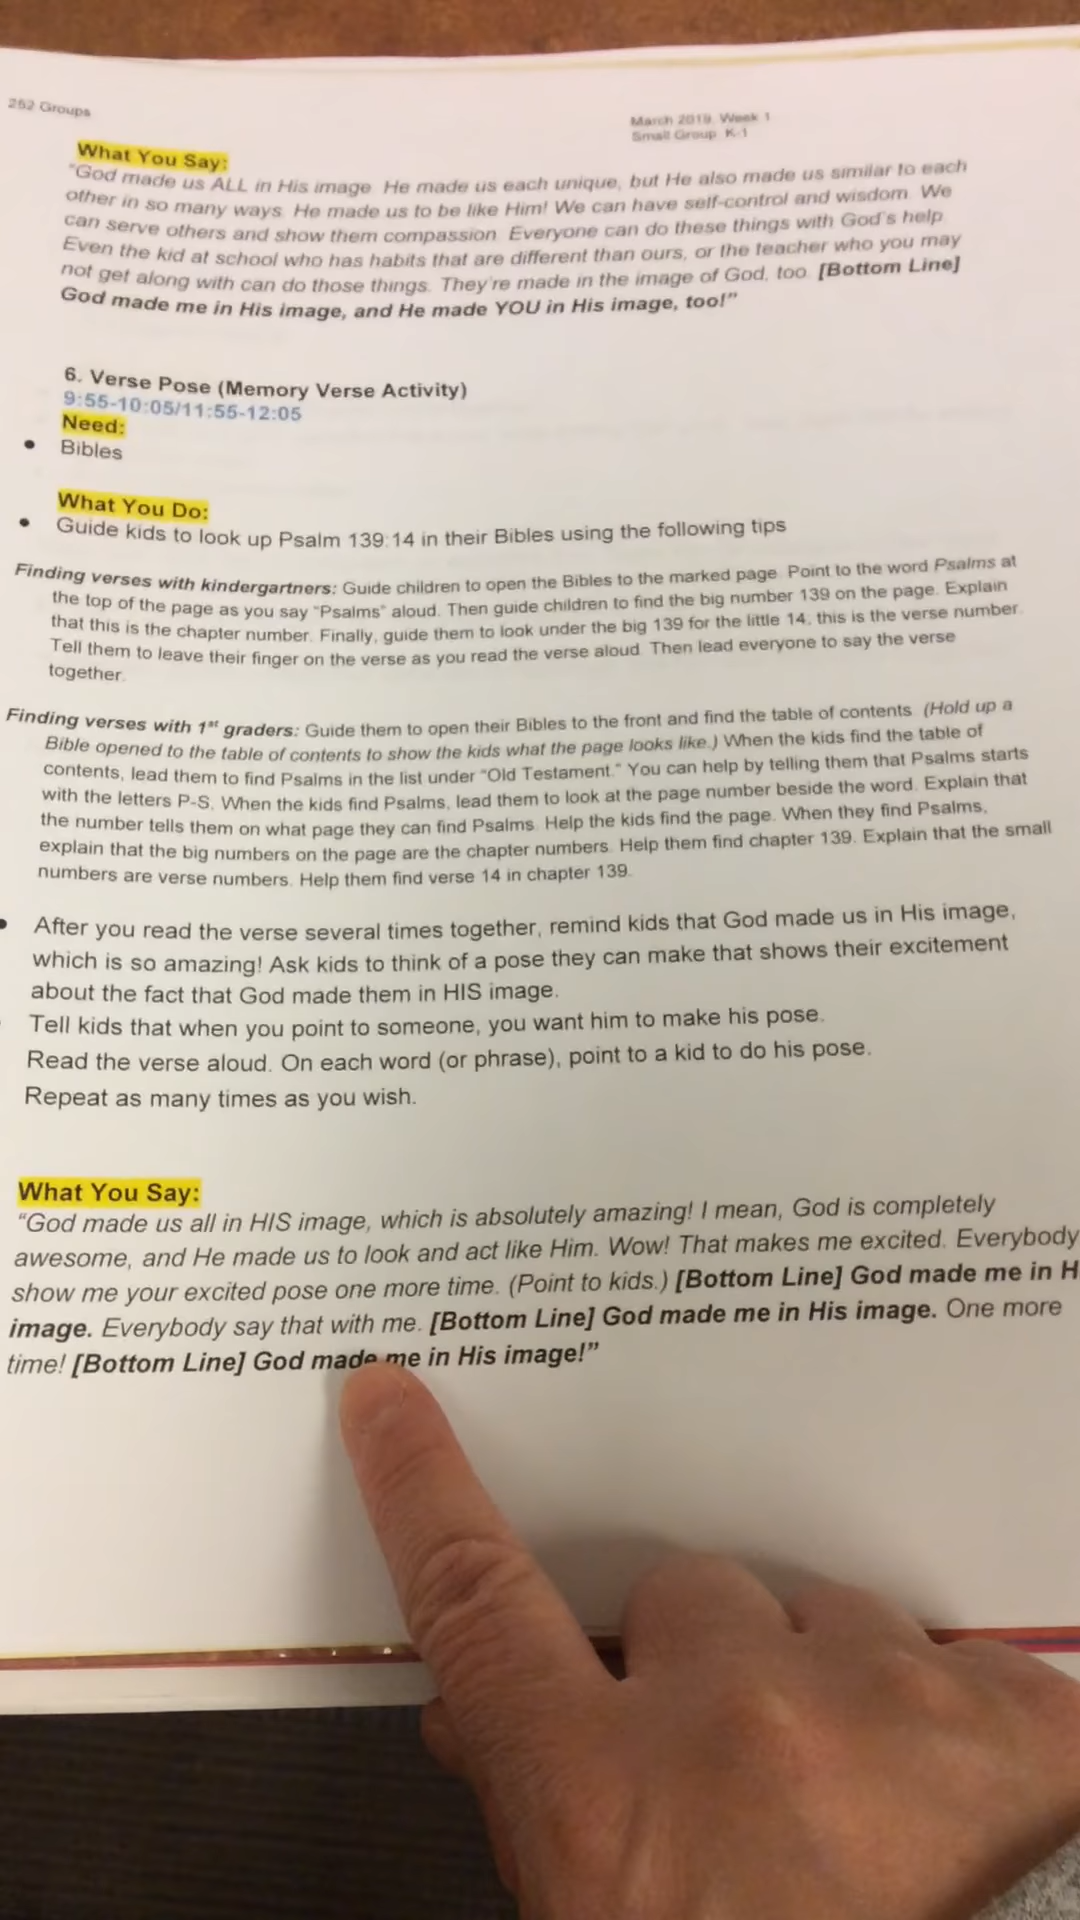 252 Groups
March 2019, Week 1
Small Group, K-1
What You Say:
"God made us ALL in His image. He made us each unique, but He also made us similar to each
other in so many ways. He made us to be like Him! We can have self-control and wisdom. We
can serve others and show them compassion. Everyone can do these things with God's help.
Even the kid at school who has habits that are different than ours, or the teacher who you may
not get along with can do those things. They're made in the image of God, too. [Bottom Line]
God made me in His image, and He made YOU in His image, too!"
6. Verse Pose (Memory Verse Activity)
9:55-10:05/11:55-12:05
Need:
• Bibles
What You Do:
• Guide kids to look up Psalm 139:14 in their Bibles using the following tips
Finding verses with kindergartners: Guide children to open the Bibles to the marked page. Point to the word Psalms at
the top of the page as you say "Psalms" aloud. Then guide children to find the big number 139 on the page. Explain
that this is the chapter number. Finally, guide them to look under the big 139 for the little 14, this is the verse number.
Tell them to leave their finger on the verse as you read the verse aloud. Then lead everyone to say the verse
together.
Finding verses with 1st graders: Guide them to open their Bibles to the front and find the table of contents. (Hold up a
Bible opened to the table of contents to show the kids what the page looks like.) When the kids find the table of
contents, lead them to find Psalms in the list under "Old Testament." You can help by telling them that Psalms starts
with the letters P-S. When the kids find Psalms, lead them to look at the page number beside the word. Explain that
the number tells them on what page they can find Psalms. Help the kids find the page. When they find Psalms,
explain that the big numbers on the page are the chapter numbers. Help them find chapter 139. Explain that the small
numbers are verse numbers. Help them find verse 14 in chapter 139.
• After you read the verse several times together, remind kids that God made us in His image,
which is so amazing! Ask kids to think of a pose they can make that shows their excitement
about the fact that God made them in HIS image.
Tell kids that when you point to someone, you want him to make his pose.
Read the verse aloud. On each word (or phrase), point to a kid to do his pose.
Repeat as many times as you wish.
What You Say:
"God made us all in HIS image, which is absolutely amazing! I mean, God is completely
awesome, and He made us to look and act like Him. Wow! That makes me excited. Everybody
show me your excited pose one more time. (Point to kids.) [Bottom Line] God made me in H
image. Everybody say that with me. [Bottom Line] God made me in His image. One more
time! [Bottom Line] God made me in His image!"